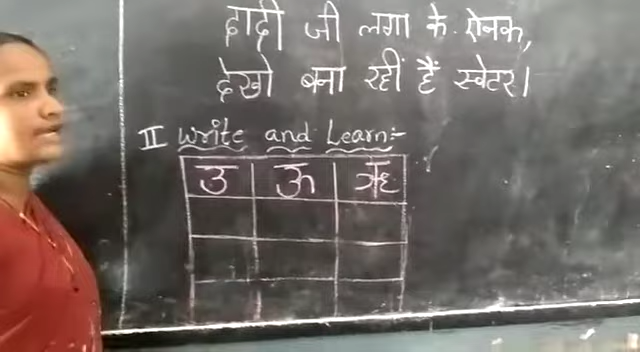 दादी जी लगा के ऐनक,
देखो बना रहीं हैं स्वेटर।
II Write and Learn:-
उ ऊ ऋ